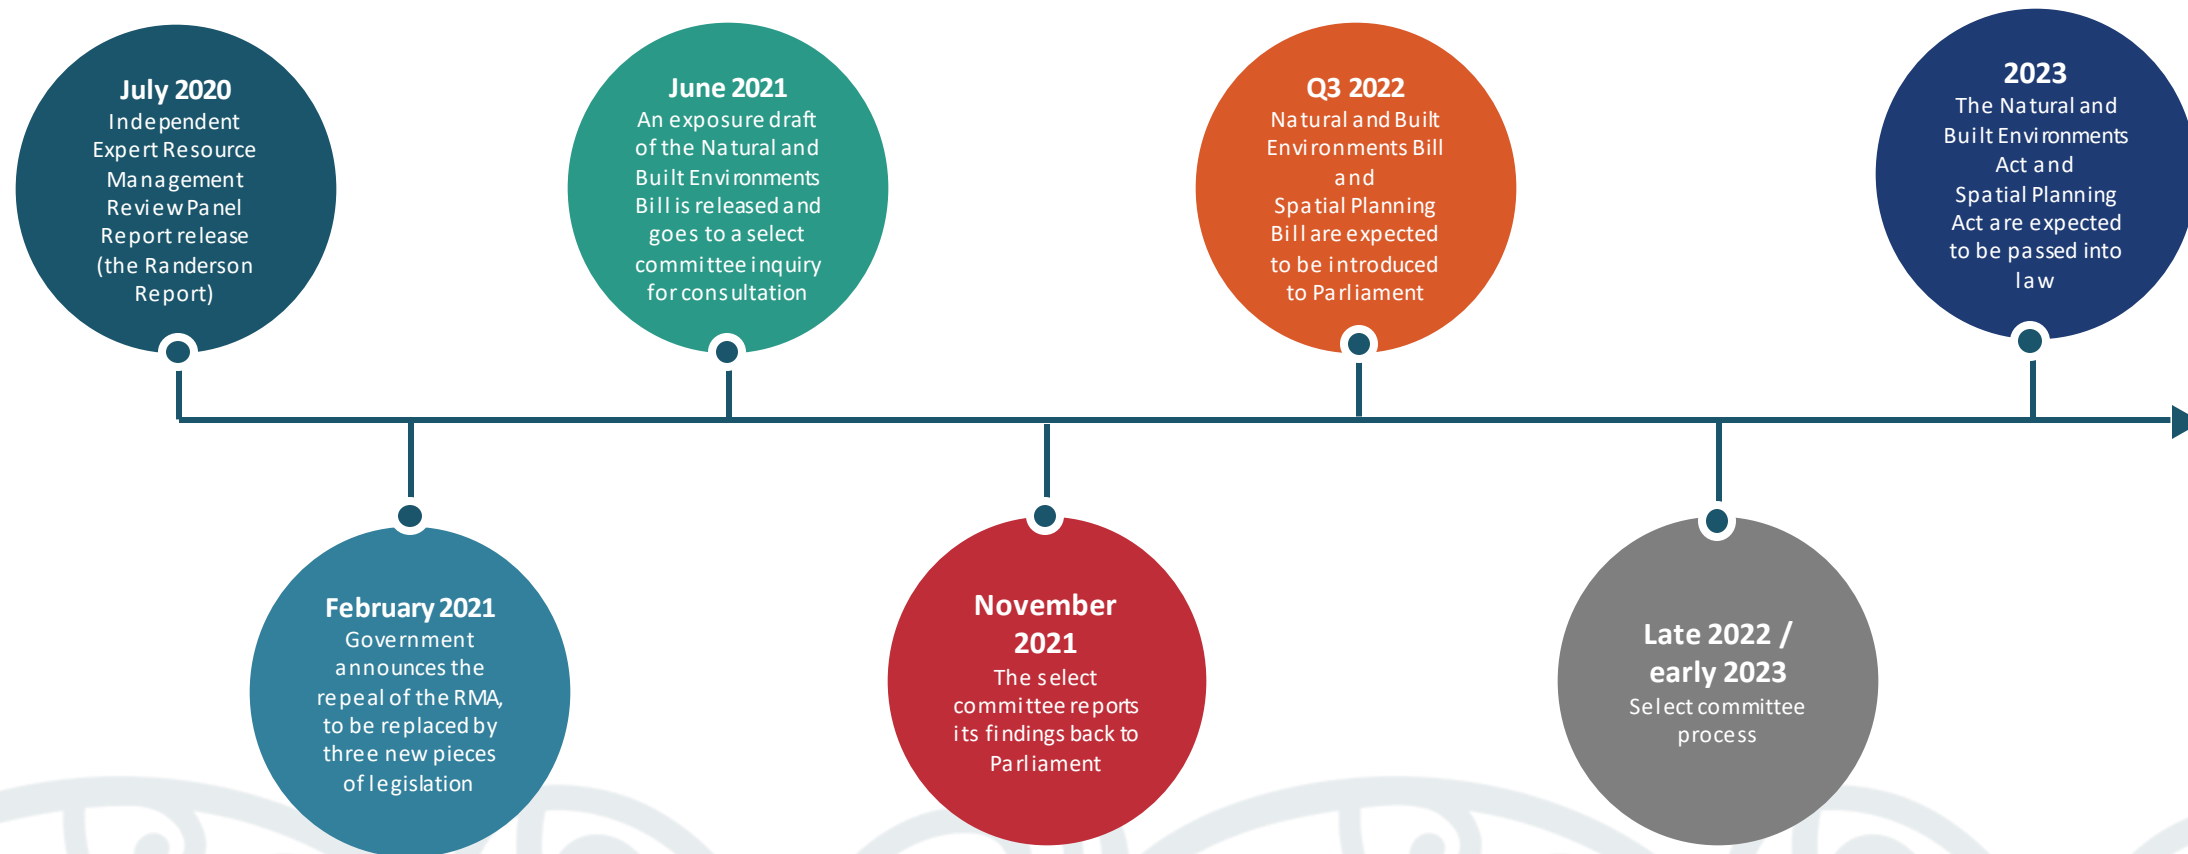 July 2020
Independent
Expert Resource
Management
Review Panel
Report release
(the Randerson
Report)
February 2021
Government
announces the
repeal of the RMA,
to be replaced by
three new pieces
of legislation
June 2021
An exposure draft
of the Natural and
Built Environments
Bill is released and
goes to a select
committee inquiry
for consultation
November
2021
The select
committee reports
its findings back to
Parliament
Q3 2022
Natural and Built
Environments Bill
and
Spatial Planning
Bill are expected
to be introduced
to Parliament
Late 2022 /
early 2023
Select committee
process
2023
The Natural and
Built Environments
Act and
Spatial Planning
Act are expected
to be passed into
law